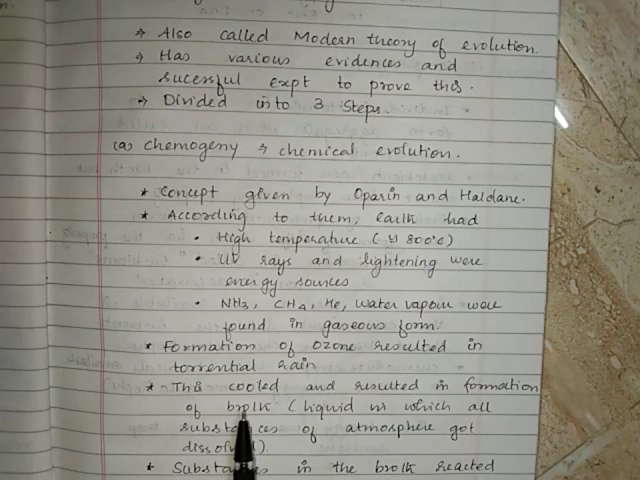 → Also called Modern theory of evolution.
→ Has various evidences and
sucessful expt to prove this.
→ Divided into 3 Steps.
(a) Chemogeny → chemical evolution.
* Concept given by Oparin and Haldane.
* According to them, earth had
• High temperature ( 800°c)
• UV rays and lightening were
energy sources
• NH3, CH4, He, water vapour were
found in gaseous form
* Formation of Ozone resulted in
torrential rain
* This cooled and resulted in formation
of broth (liquid in which all
substances of atmosphere got
dissolved).
* Substances in the broth reacted